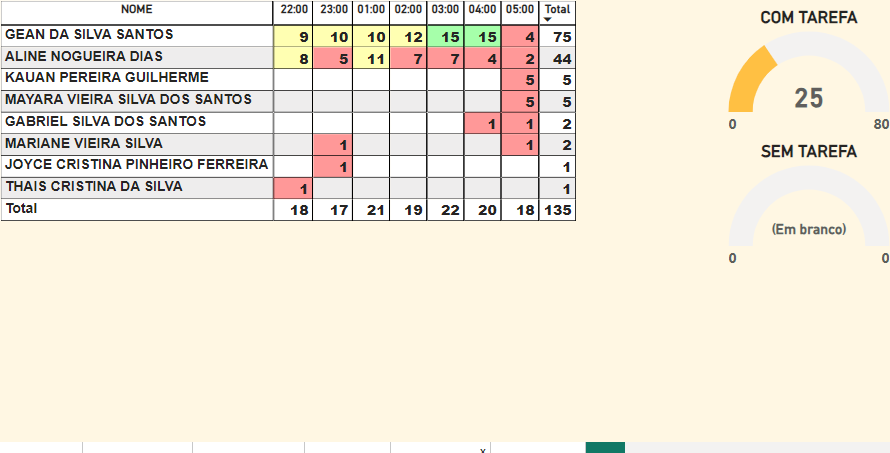 NOME 22:00 23:00 01:00 02:00 03:00 04:00 05:00 Total
GEAN DA SILVA SANTOS 9 10 10 12 15 15 4 75
ALINE NOGUEIRA DIAS 8 5 11 7 7 4 2 44
KAUAN PEREIRA GUILHERME 5 5
MAYARA VIEIRA SILVA DOS SANTOS 5 5
GABRIEL SILVA DOS SANTOS 1 1 2
MARIANE VIEIRA SILVA 1 1 2
JOYCE CRISTINA PINHEIRO FERREIRA 1 1
THAIS CRISTINA DA SILVA 1 1
Total 18 17 21 19 22 20 18 135
COM TAREFA
25
0 80
SEM TAREFA
(Em branco)
0 0
x